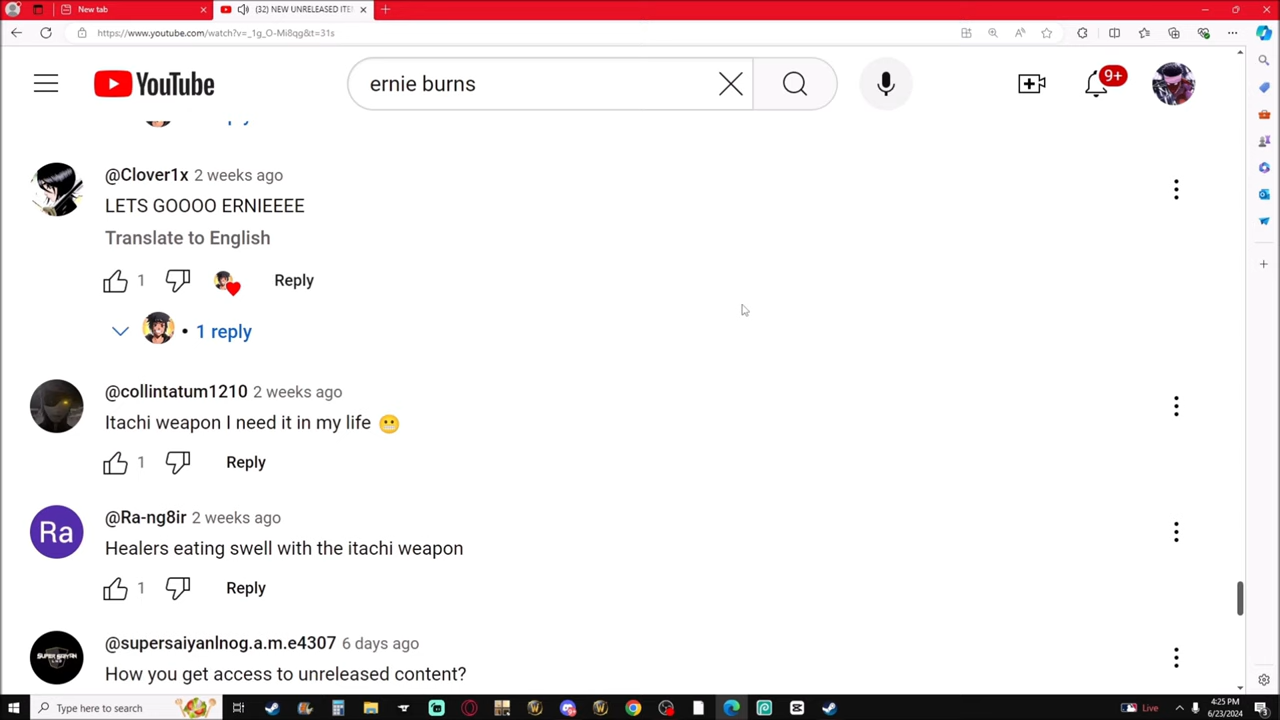 New tab
(32) NEW UNRELEASED ITE
https://www.youtube.com/watch?v=_1g_O-Mi8qg&t=31s
YouTube
ernie burns
9+
@Clover1x 2 weeks ago
LETS GOOOO ERNIEEEE
Translate to English
1
Reply
• 1 reply
@collintatum1210 2 weeks ago
Itachi weapon I need it in my life 😬
1
Reply
Ra
@Ra-ng8ir 2 weeks ago
Healers eating swell with the itachi weapon
1
Reply
@supersaiyanlnog.a.m.e4307 6 days ago
How you get access to unreleased content?
Type here to search
Live
4:25 PM
6/23/2024